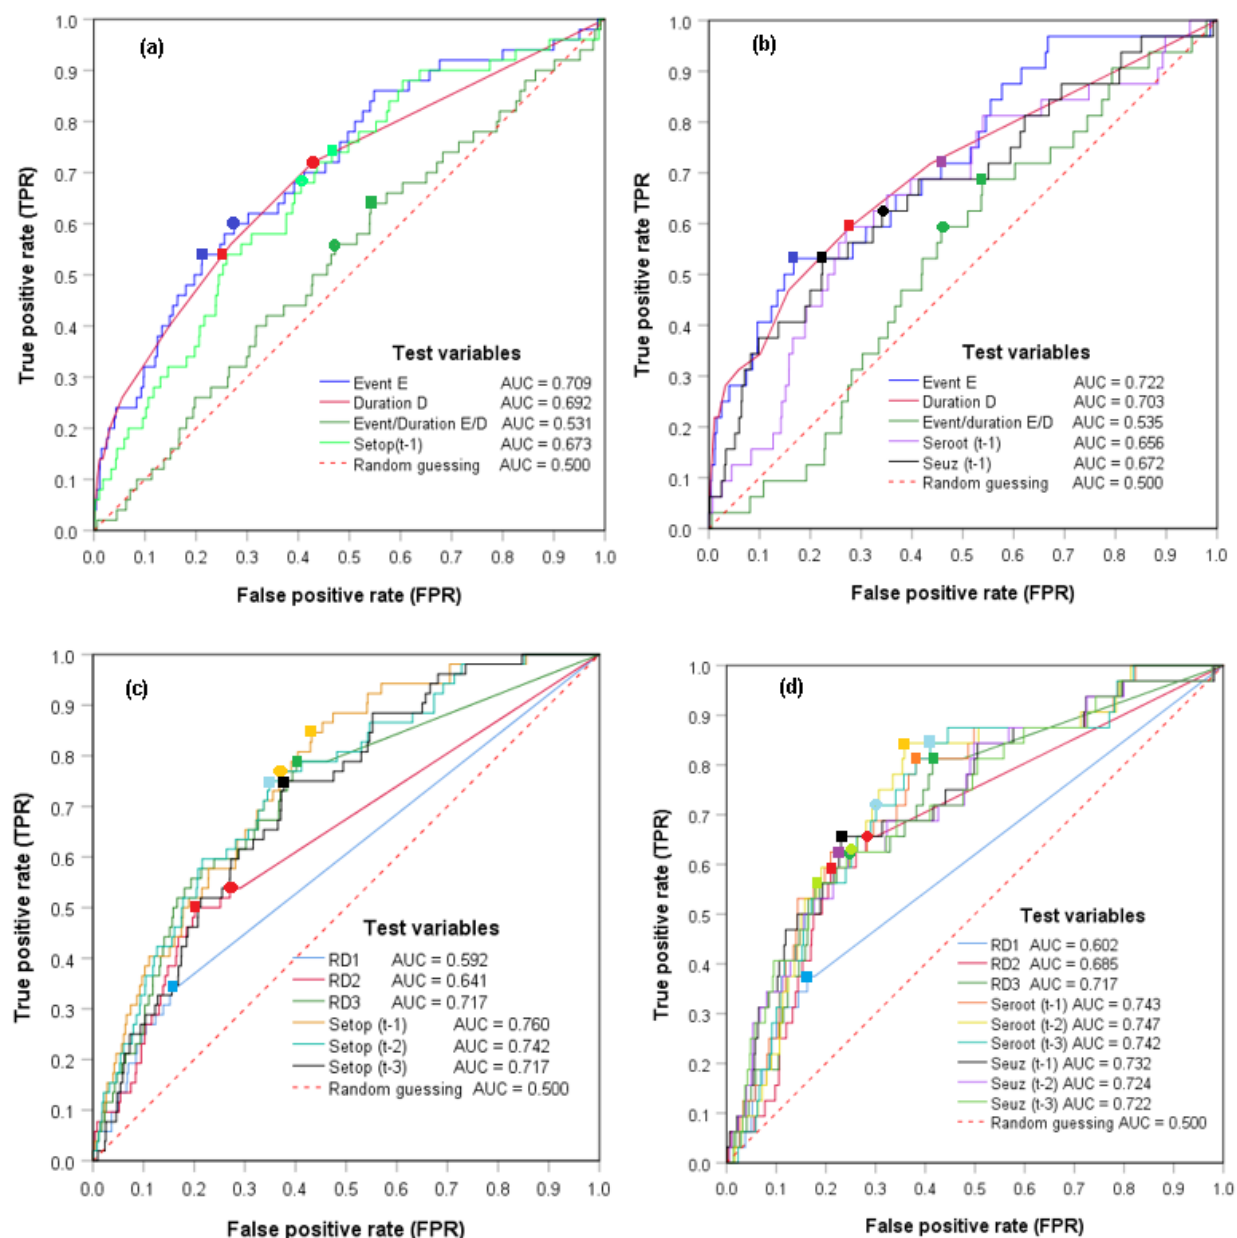 (a)
True positive rate (TPR)
1.0
0.9
0.8
0.7
0.6
0.5
0.4
0.3
0.2
0.1
0.0
Test variables
Event E AUC = 0.709
Duration D AUC = 0.692
Event/Duration E/D AUC = 0.531
Setop(t-1) AUC = 0.673
Random guessing AUC = 0.500
0.0 0.1 0.2 0.3 0.4 0.5 0.6 0.7 0.8 0.9 1.0
False positive rate (FPR)
(b)
True positive rate TPR
1.0
0.9
0.8
0.7
0.6
0.5
0.4
0.3
0.2
0.1
0.0
Test variables
Event E AUC = 0.722
Duration D AUC = 0.703
Event/duration E/D AUC = 0.535
Seroot (t-1) AUC = 0.656
Seuz (t-1) AUC = 0.672
Random guessing AUC = 0.500
0.0 0.1 0.2 0.3 0.4 0.5 0.6 0.7 0.8 0.9 1.0
False positive rate (FPR)
(c)
True positive rate (TPR)
1.0
0.9
0.8
0.7
0.6
0.5
0.4
0.3
0.2
0.1
0.0
Test variables
RD1 AUC = 0.592
RD2 AUC = 0.641
RD3 AUC = 0.717
Setop (t-1) AUC = 0.760
Setop (t-2) AUC = 0.742
Setop (t-3) AUC = 0.717
Random guessing AUC = 0.500
0.0 0.1 0.2 0.3 0.4 0.5 0.6 0.7 0.8 0.9 1.0
False positive rate (FPR)
(d)
True positive rate (TPR)
1.0
0.9
0.8
0.7
0.6
0.5
0.4
0.3
0.2
0.1
0.0
Test variables
RD1 AUC = 0.602
RD2 AUC = 0.685
RD3 AUC = 0.717
Seroot (t-1) AUC = 0.743
Seroot (t-2) AUC = 0.747
Seroot (t-3) AUC = 0.742
Seuz (t-1) AUC = 0.732
Seuz (t-2) AUC = 0.724
Seuz (t-3) AUC = 0.722
Random guessing AUC = 0.500
0.0 0.1 0.2 0.3 0.4 0.5 0.6 0.7 0.8 0.9 1.0
False positive rate (FPR)